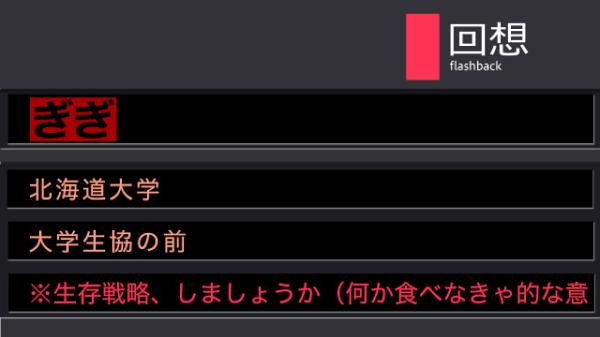 回想
flashback
ぎぎ
北海道大学
大学生協の前
※生存戦略、しましょうか（何か食べなきゃ的な意